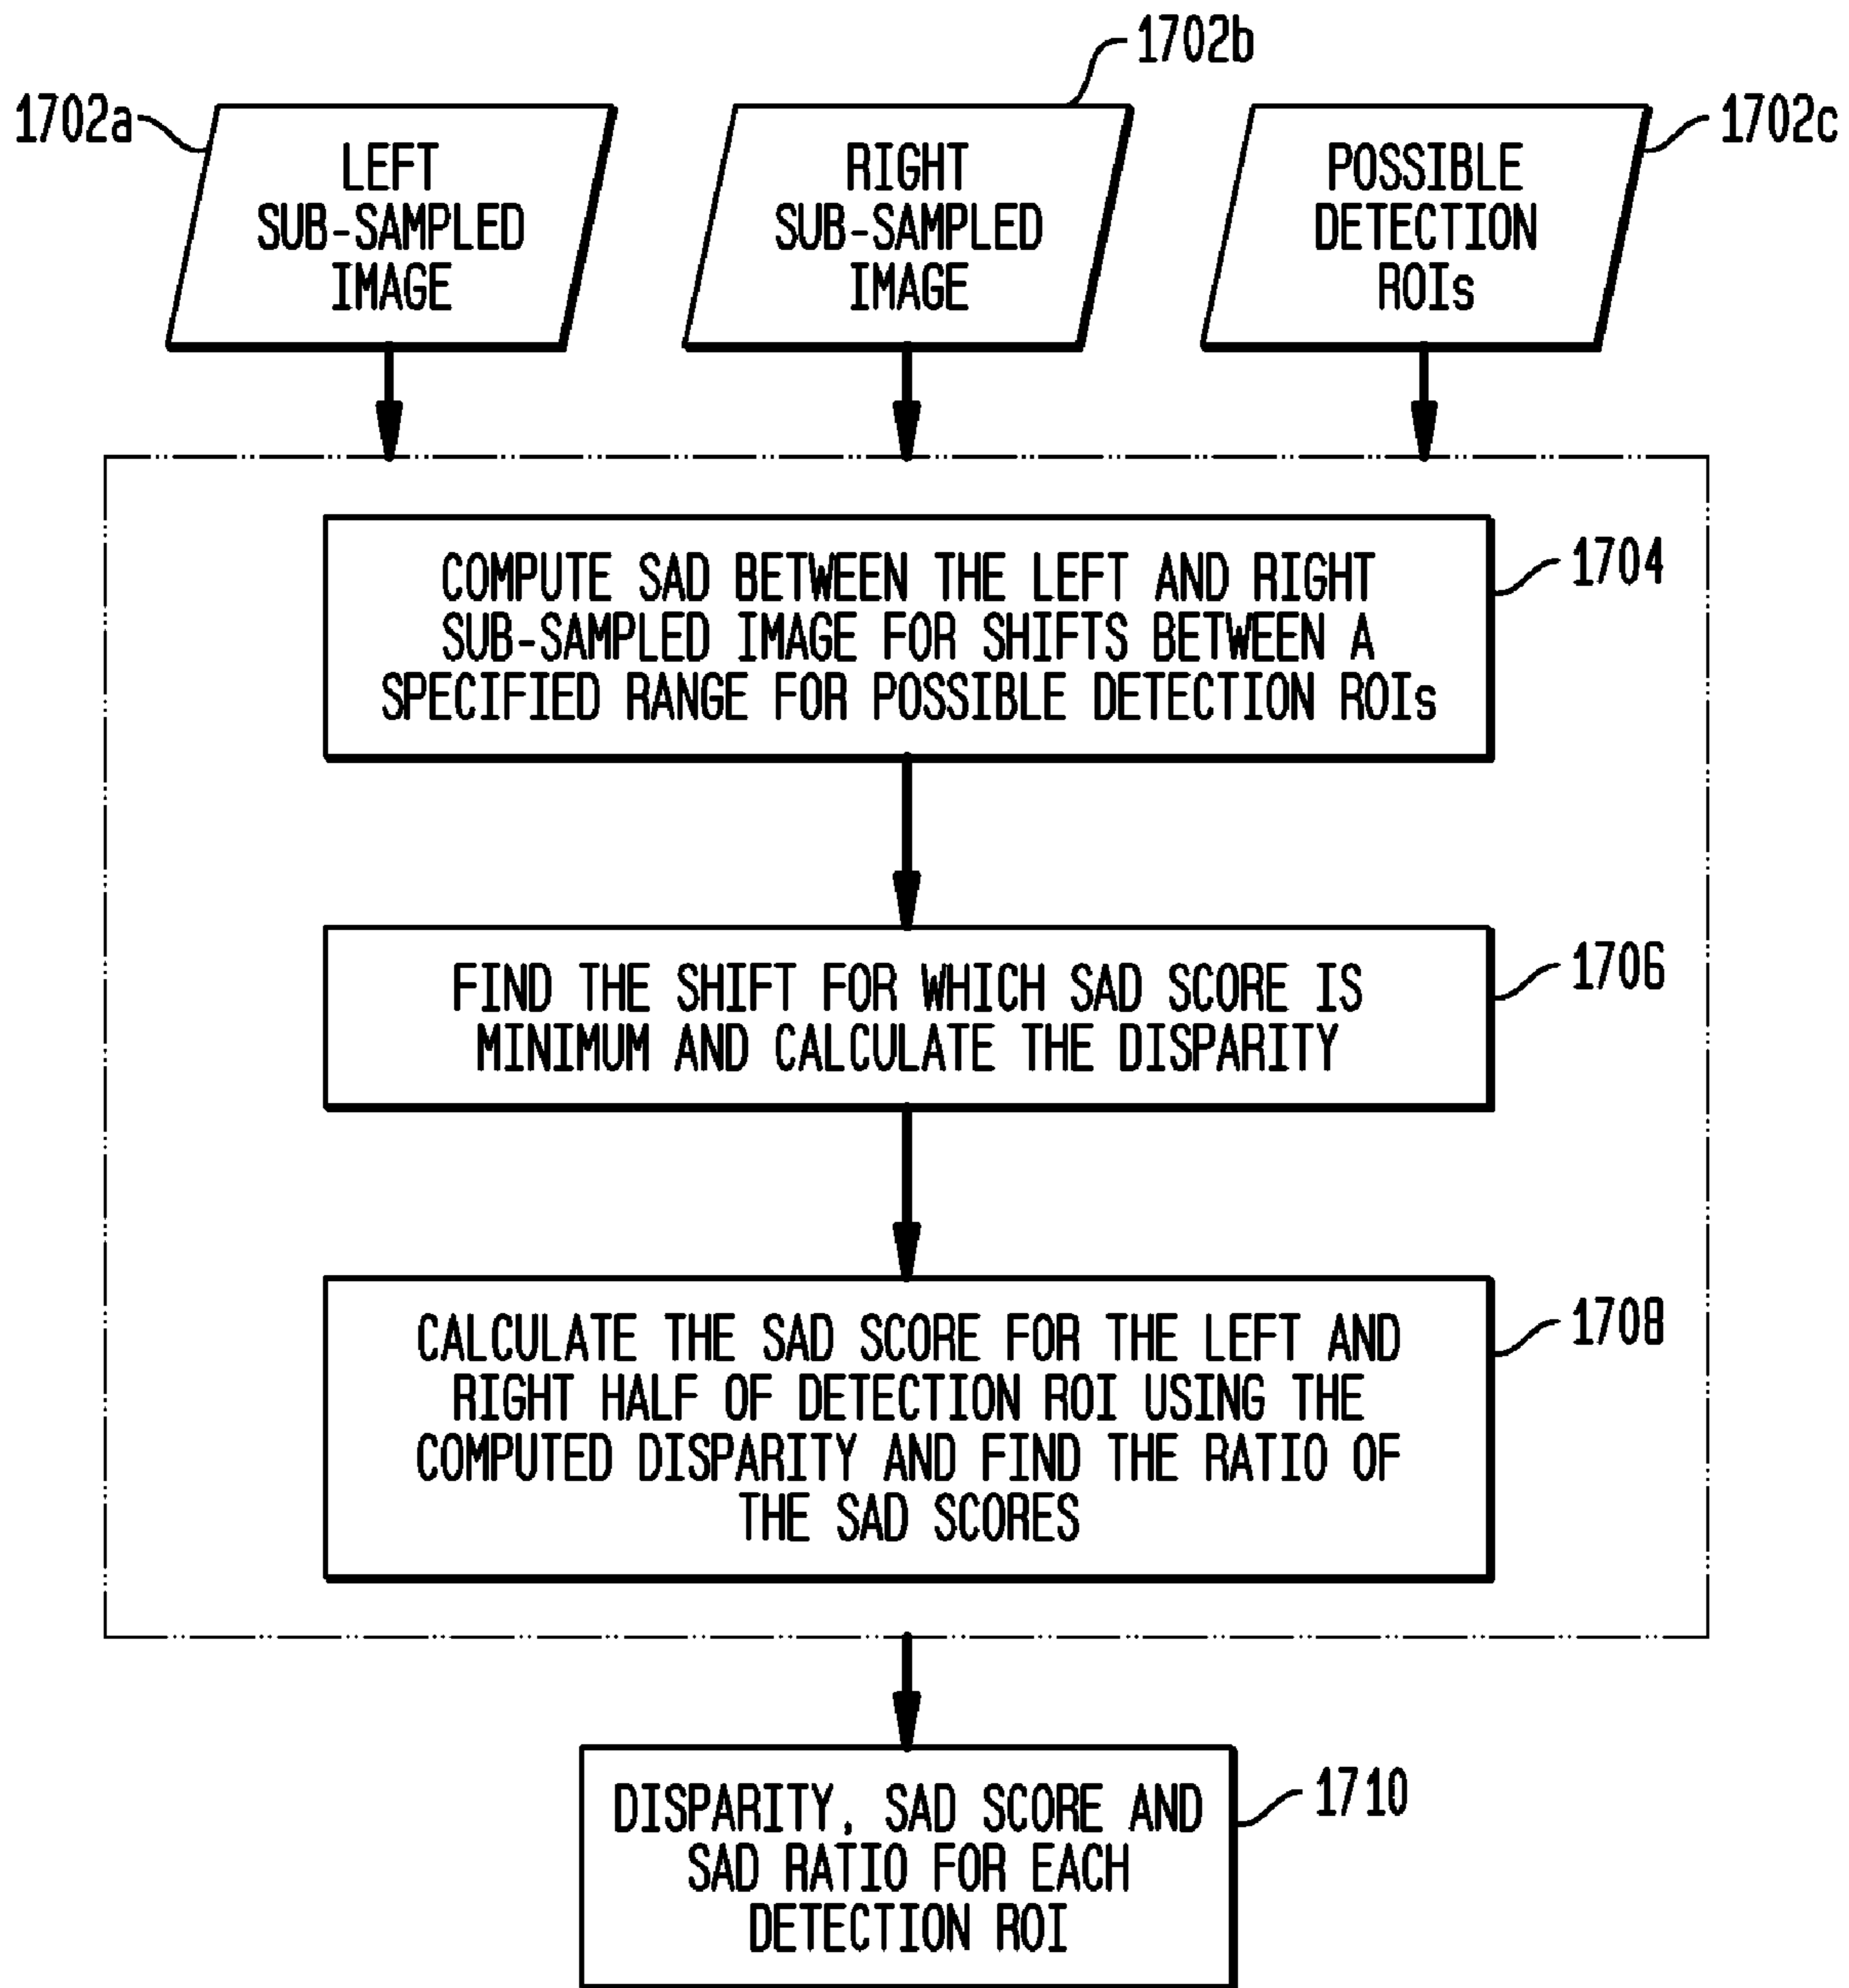 1702b
1702a
1702c
LEFT
SUB-SAMPLED
IMAGE
RIGHT
SUB-SAMPLED
IMAGE
POSSIBLE
DETECTION
ROIs
COMPUTE SAD BETWEEN THE LEFT AND RIGHT
SUB-SAMPLED IMAGE FOR SHIFTS BETWEEN A
SPECIFIED RANGE FOR POSSIBLE DETECTION ROIs
1704
FIND THE SHIFT FOR WHICH SAD SCORE IS
MINIMUM AND CALCULATE THE DISPARITY
1706
CALCULATE THE SAD SCORE FOR THE LEFT AND
RIGHT HALF OF DETECTION ROI USING THE
COMPUTED DISPARITY AND FIND THE RATIO OF
THE SAD SCORES
1708
DISPARITY, SAD SCORE AND
SAD RATIO FOR EACH
DETECTION ROI
1710